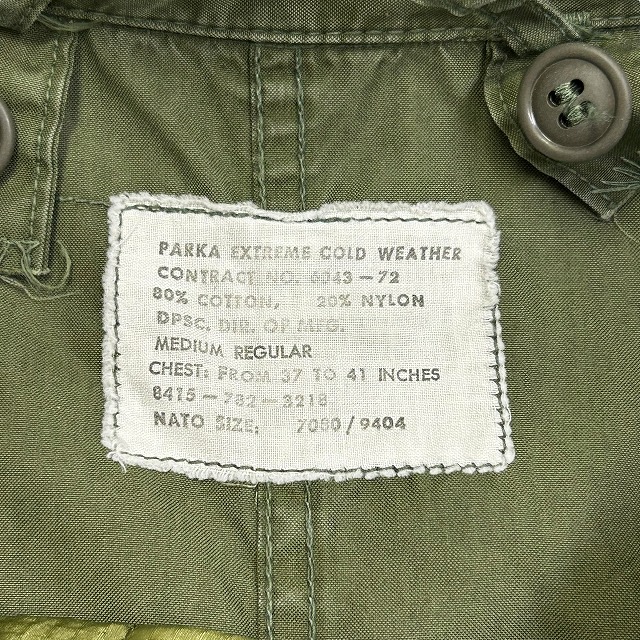 PARKA EXTREME COLD WEATHER
CONTRACT NO. 6043-72
80% COTTON, 20% NYLON
DPSC. DIR. OF MFG.
MEDIUM REGULAR
CHEST: FROM 37 TO 41 INCHES
8415-782-3218
NATO SIZE: 7080/9404